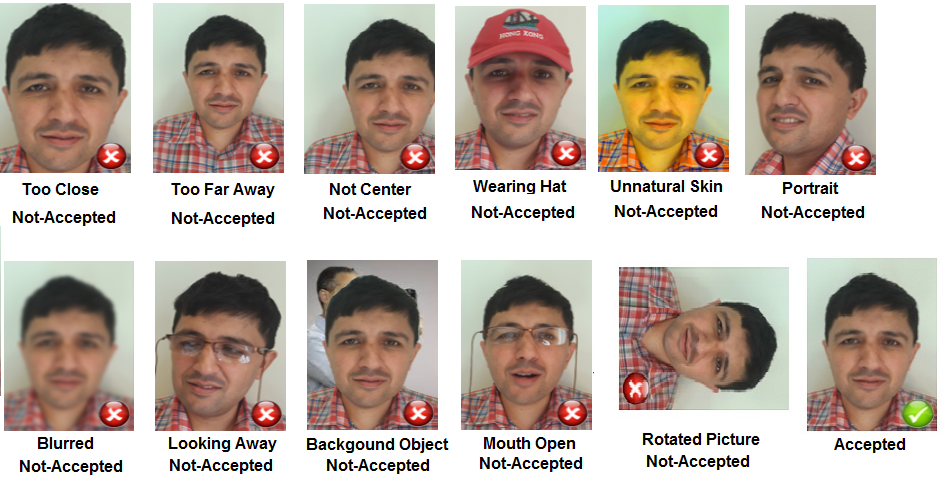 HONG KONG
Too Close
Not-Accepted
Too Far Away
Not-Accepted
Not Center
Not-Accepted
Wearing Hat
Not-Accepted
Unnatural Skin
Not-Accepted
Portrait
Not-Accepted
Blurred
Not-Accepted
Looking Away
Not-Accepted
Backgound Object
Not-Accepted
Mouth Open
Not-Accepted
Rotated Picture
Not-Accepted
Accepted